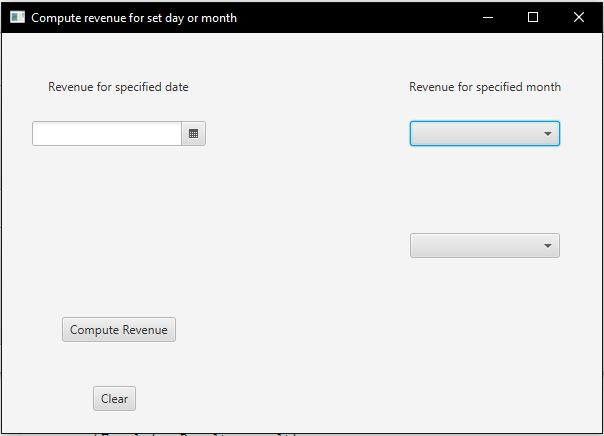 Compute revenue for set day or month
Revenue for specified date
Revenue for specified month
Compute Revenue
Clear